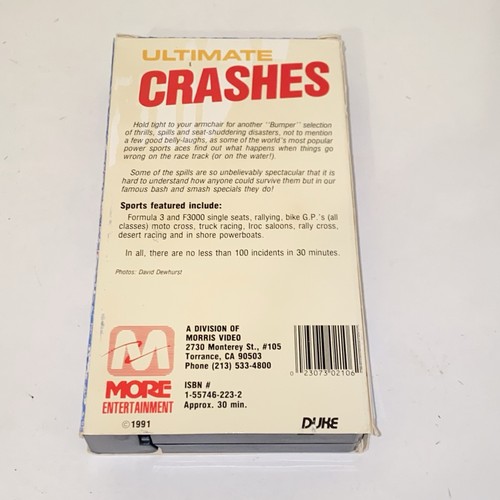 ULTIMATE
CRASHES
Hold tight to your armchair for another "Bumper" selection
of thrills, spills and seat-shuddering disasters, not to mention
a few good belly-laughs, as some of the world's most popular
power sports aces find out what happens when things go
wrong on the race track (or on the water!).
Some of the spills are so unbelievably spectacular that it is
hard to understand how anyone could survive them but in our
famous bash and smash specials they do!
Sports featured include:
Formula 3 and F3000 single seats, rallying, bike G.P.'s (all
classes) moto cross, truck racing, Iroc saloons, rally cross,
desert racing and in shore powerboats.
In all, there are no less than 100 incidents in 30 minutes.
Photos: David Dewhurst
M
MORE
ENTERTAINMENT
©1991
A DIVISION OF
MORRIS VIDEO
2730 Monterey St., #105
Torrance, CA 90503
Phone (213) 533-4800
ISBN #
1-55746-223-2
Approx. 30 min.
0 23073 02106
DUKE